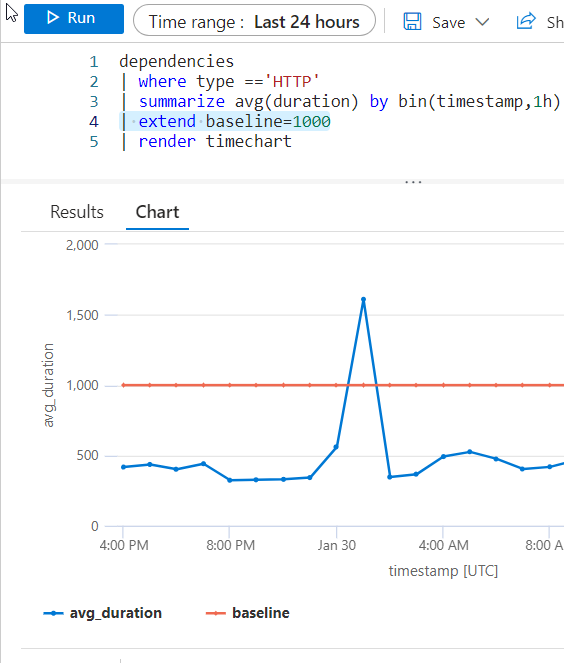 Run
Time range : Last 24 hours
Save
Sh
1 dependencies
2 | where type =='HTTP'
3 | summarize avg(duration) by bin(timestamp,1h)
4 | extend baseline=1000
5 | render timechart
...
Results Chart
2,000
1,500
1,000
500
0
avg_duration
4:00 PM 8:00 PM Jan 30 4:00 AM 8:00 A
timestamp [UTC]
avg_duration baseline